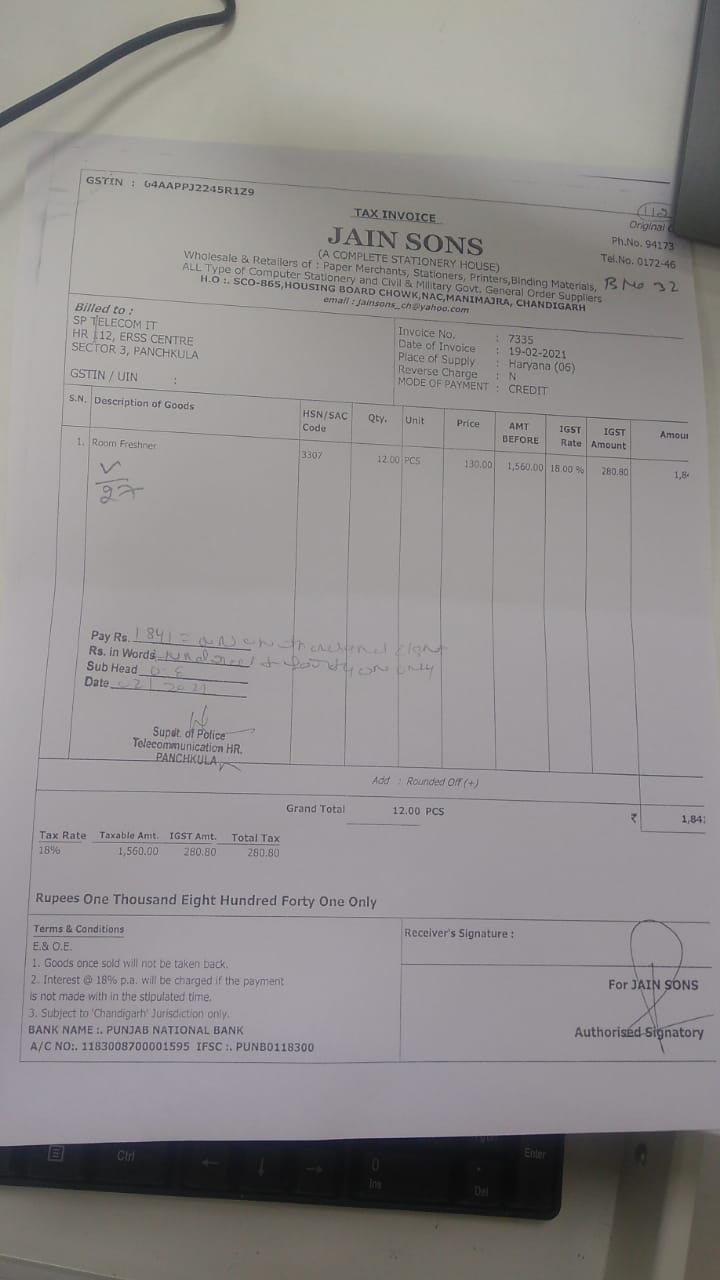 GSTIN : 04AAPPJ2245R1Z9
112
TAX INVOICE
Original
JAIN SONS
Ph.No. 94173
(A COMPLETE STATIONERY HOUSE)
Tel.No. 0172-46
Wholesale & Retailers of : Paper Merchants, Stationers, Printers,Binding Materials,
B No 32
ALL Type of Computer Stationery and Civil & Military Govt. General Order Suppliers
H.O :. SCO-865,HOUSING BOARD CHOWK,NAC,MANIMAJRA, CHANDIGARH
email : jainsons_ch@yahoo.com
Billed to :
SP TELECOM IT
HR 112, ERSS CENTRE
SECTOR 3, PANCHKULA
GSTIN / UIN :
Invoice No. : 7335
Date of Invoice : 19-02-2021
Place of Supply : Haryana (06)
Reverse Charge : N
MODE OF PAYMENT : CREDIT
S.N. Description of Goods HSN/SAC Code Qty. Unit Price AMT BEFORE IGST Rate IGST Amount
1. Room Freshner 3307 12.00 PCS 130.00 1,560.00 18.00 % 280.80 1,8
V
27
Pay Rs. 1841 =
Rs. in Words forty one only
Sub Head O.E
Date 2021
Supdt. of Police
Telecommunication HR.
PANCHKULA
Add : Rounded Off (+)
Grand Total 12.00 PCS ₹ 1,841
Tax Rate Taxable Amt. IGST Amt. Total Tax
18% 1,560.00 280.80 280.80
Rupees One Thousand Eight Hundred Forty One Only
Terms & Conditions
E.& O.E.
1. Goods once sold will not be taken back.
2. Interest @ 18% p.a. will be charged if the payment
is not made with in the stipulated time.
3. Subject to 'Chandigarh' Jurisdiction only.
BANK NAME :. PUNJAB NATIONAL BANK
A/C NO:. 1183008700001595 IFSC :. PUNB0118300
Receiver's Signature :
For JAIN SONS
Authorised Signatory
Ctrl
0
Ins
.
Del
Enter